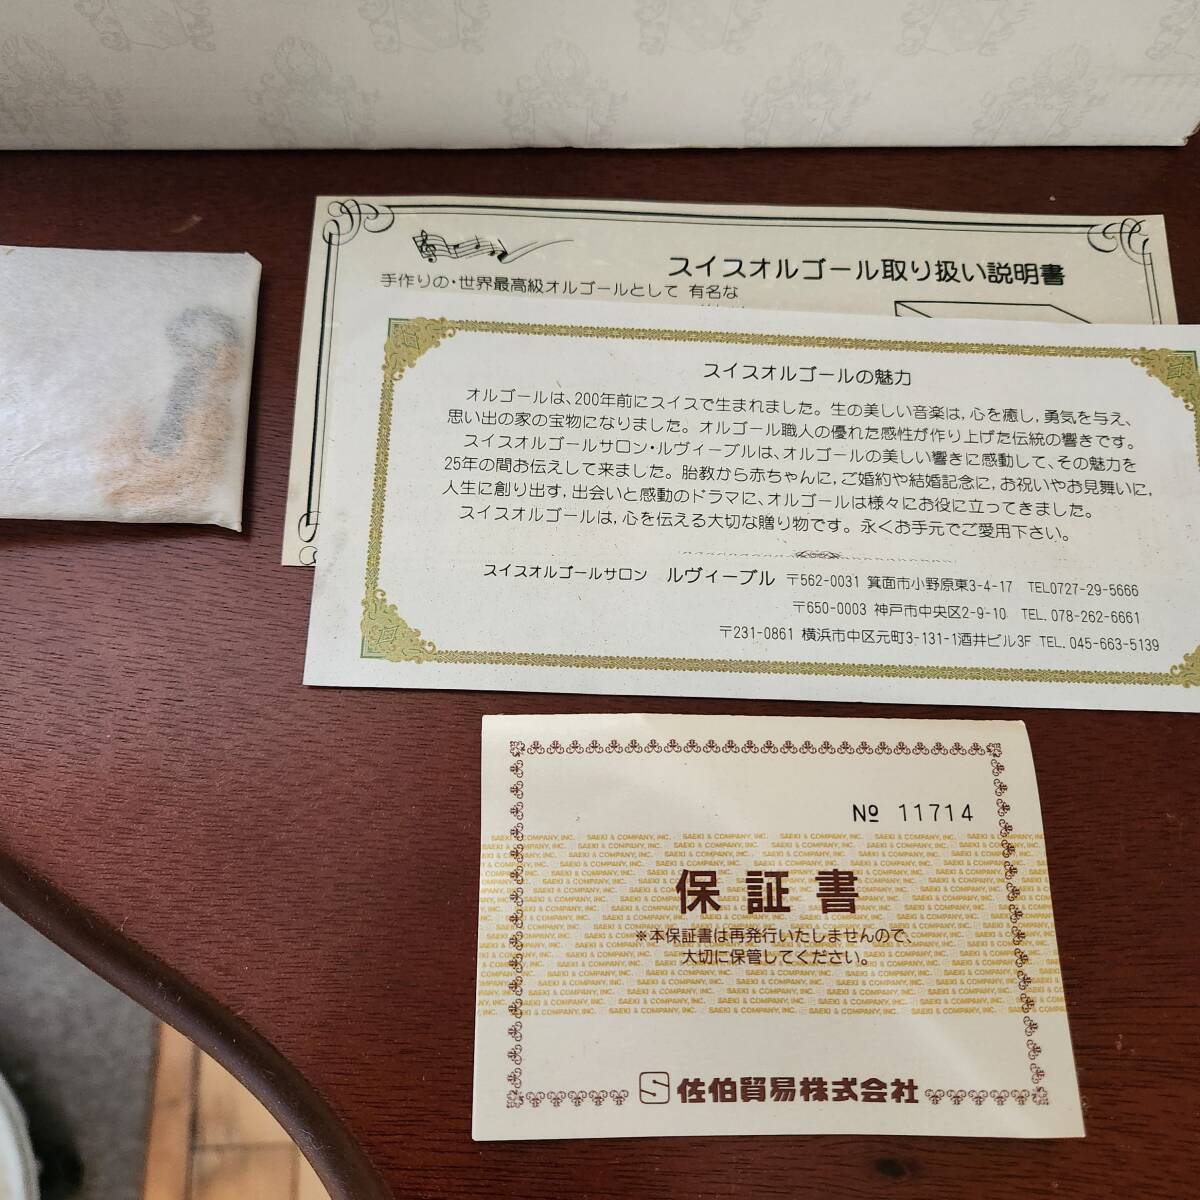 スイスオルゴール取り扱い説明書
手作りの・世界最高級オルゴールとして 有名な
スイスオルゴールの魅力
オルゴールは、200年前にスイスで生まれました。生の美しい音楽は,心を癒し,勇気を与え、
思い出の家の宝物になりました。オルゴール職人の優れた感性が作り上げた伝統の響きです。
スイスオルゴールサロン・ルヴィーブルは、オルゴールの美しい響きに感動して、その魅力を
25年の間お伝えして来ました。胎教から赤ちゃんに,ご婚約や結婚記念に,お祝いやお見舞いに,
人生に創り出す,出会いと感動のドラマに、オルゴールは様々にお役に立ってきました。
スイスオルゴールは,心を伝える大切な贈り物です。永くお手元でご愛用下さい。
スイスオルゴールサロン ルヴィーブル 〒562-0031 箕面市小野原東3-4-17 TEL0727-29-5666
〒650-0003 神戸市中央区2-9-10 TEL.078-262-6661
〒231-0861 横浜市中区元町3-131-1酒井ビル3F TEL.045-663-5139
№ 11714
SAEKI & COMPANY, INC.
保証書
※本保証書は再発行いたしませんので、
大切に保管してください。
S 佐伯貿易株式会社